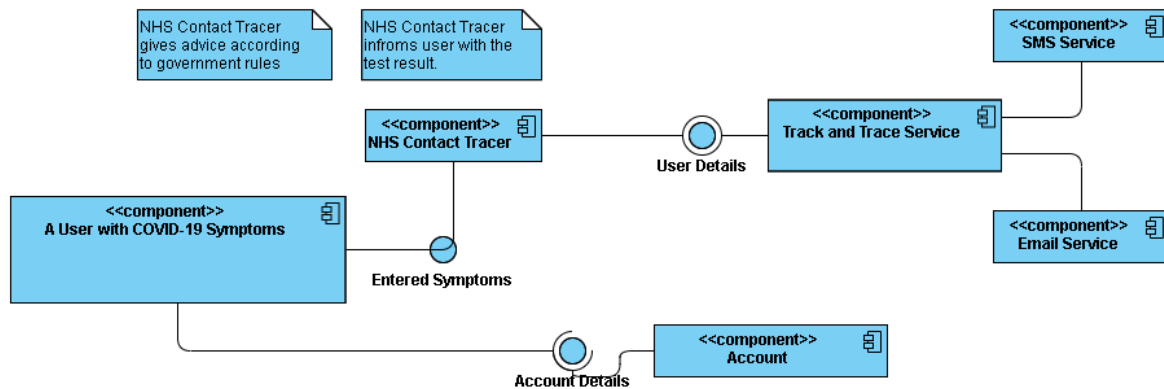 NHS Contact Tracer
gives advice according
to government rules
NHS Contact Tracer
infroms user with the
test result.
<<component>>
SMS Service
<<component>>
NHS Contact Tracer
<<component>>
Track and Trace Service
User Details
<<component>>
A User with COVID-19 Symptoms
<<component>>
Email Service
Entered Symptoms
<<component>>
Account
Account Details